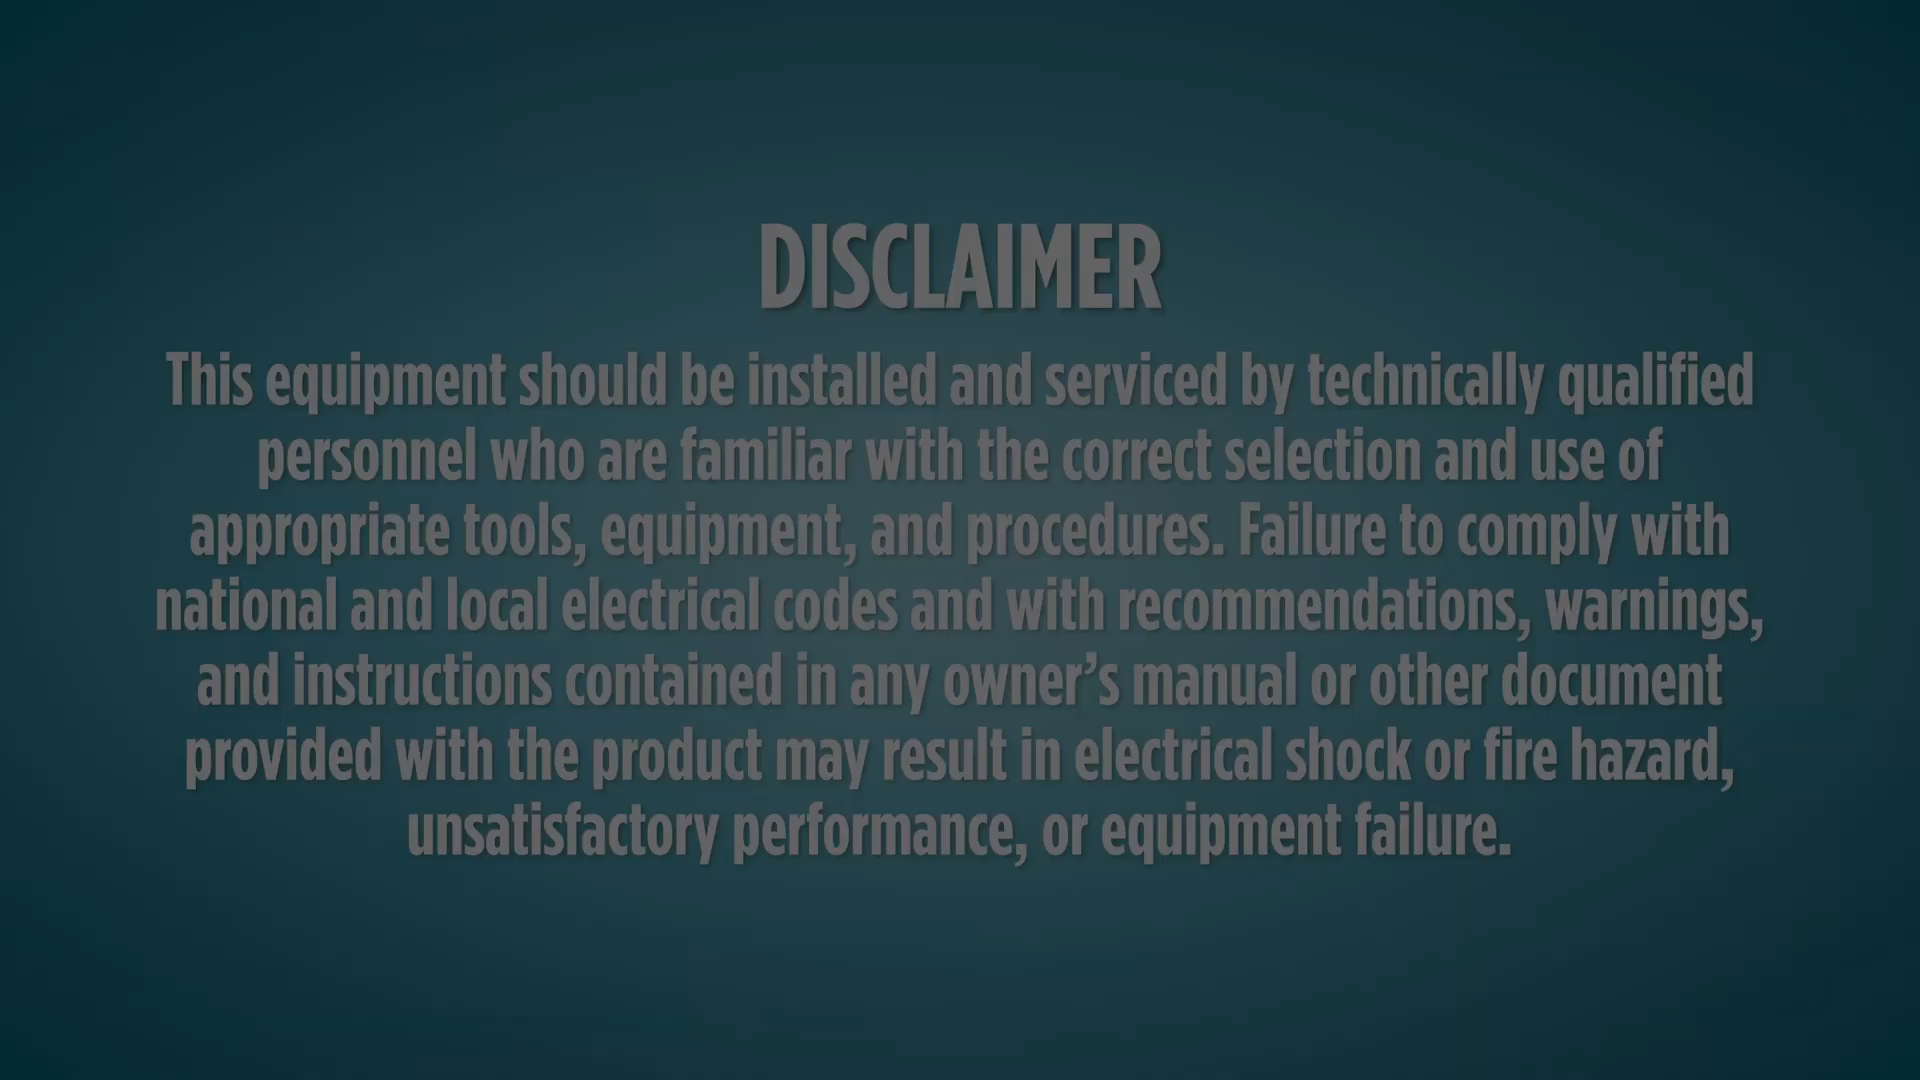 DISCLAIMER
This equipment should be installed and serviced by technically qualified
personnel who are familiar with the correct selection and use of
appropriate tools, equipment, and procedures. Failure to comply with
national and local electrical codes and with recommendations, warnings,
and instructions contained in any owner’s manual or other document
provided with the product may result in electrical shock or fire hazard,
unsatisfactory performance, or equipment failure.